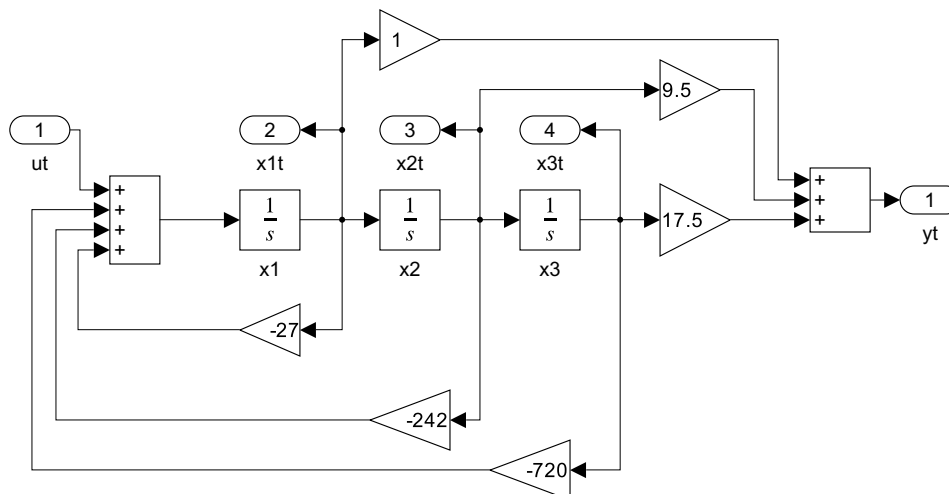 1
9.5
1
ut
2
x1t
3
x2t
4
x3t
+
+
+
+
1
s
x1
1
s
x2
1
s
x3
17.5
+
+
+
1
yt
-27
-242
-720